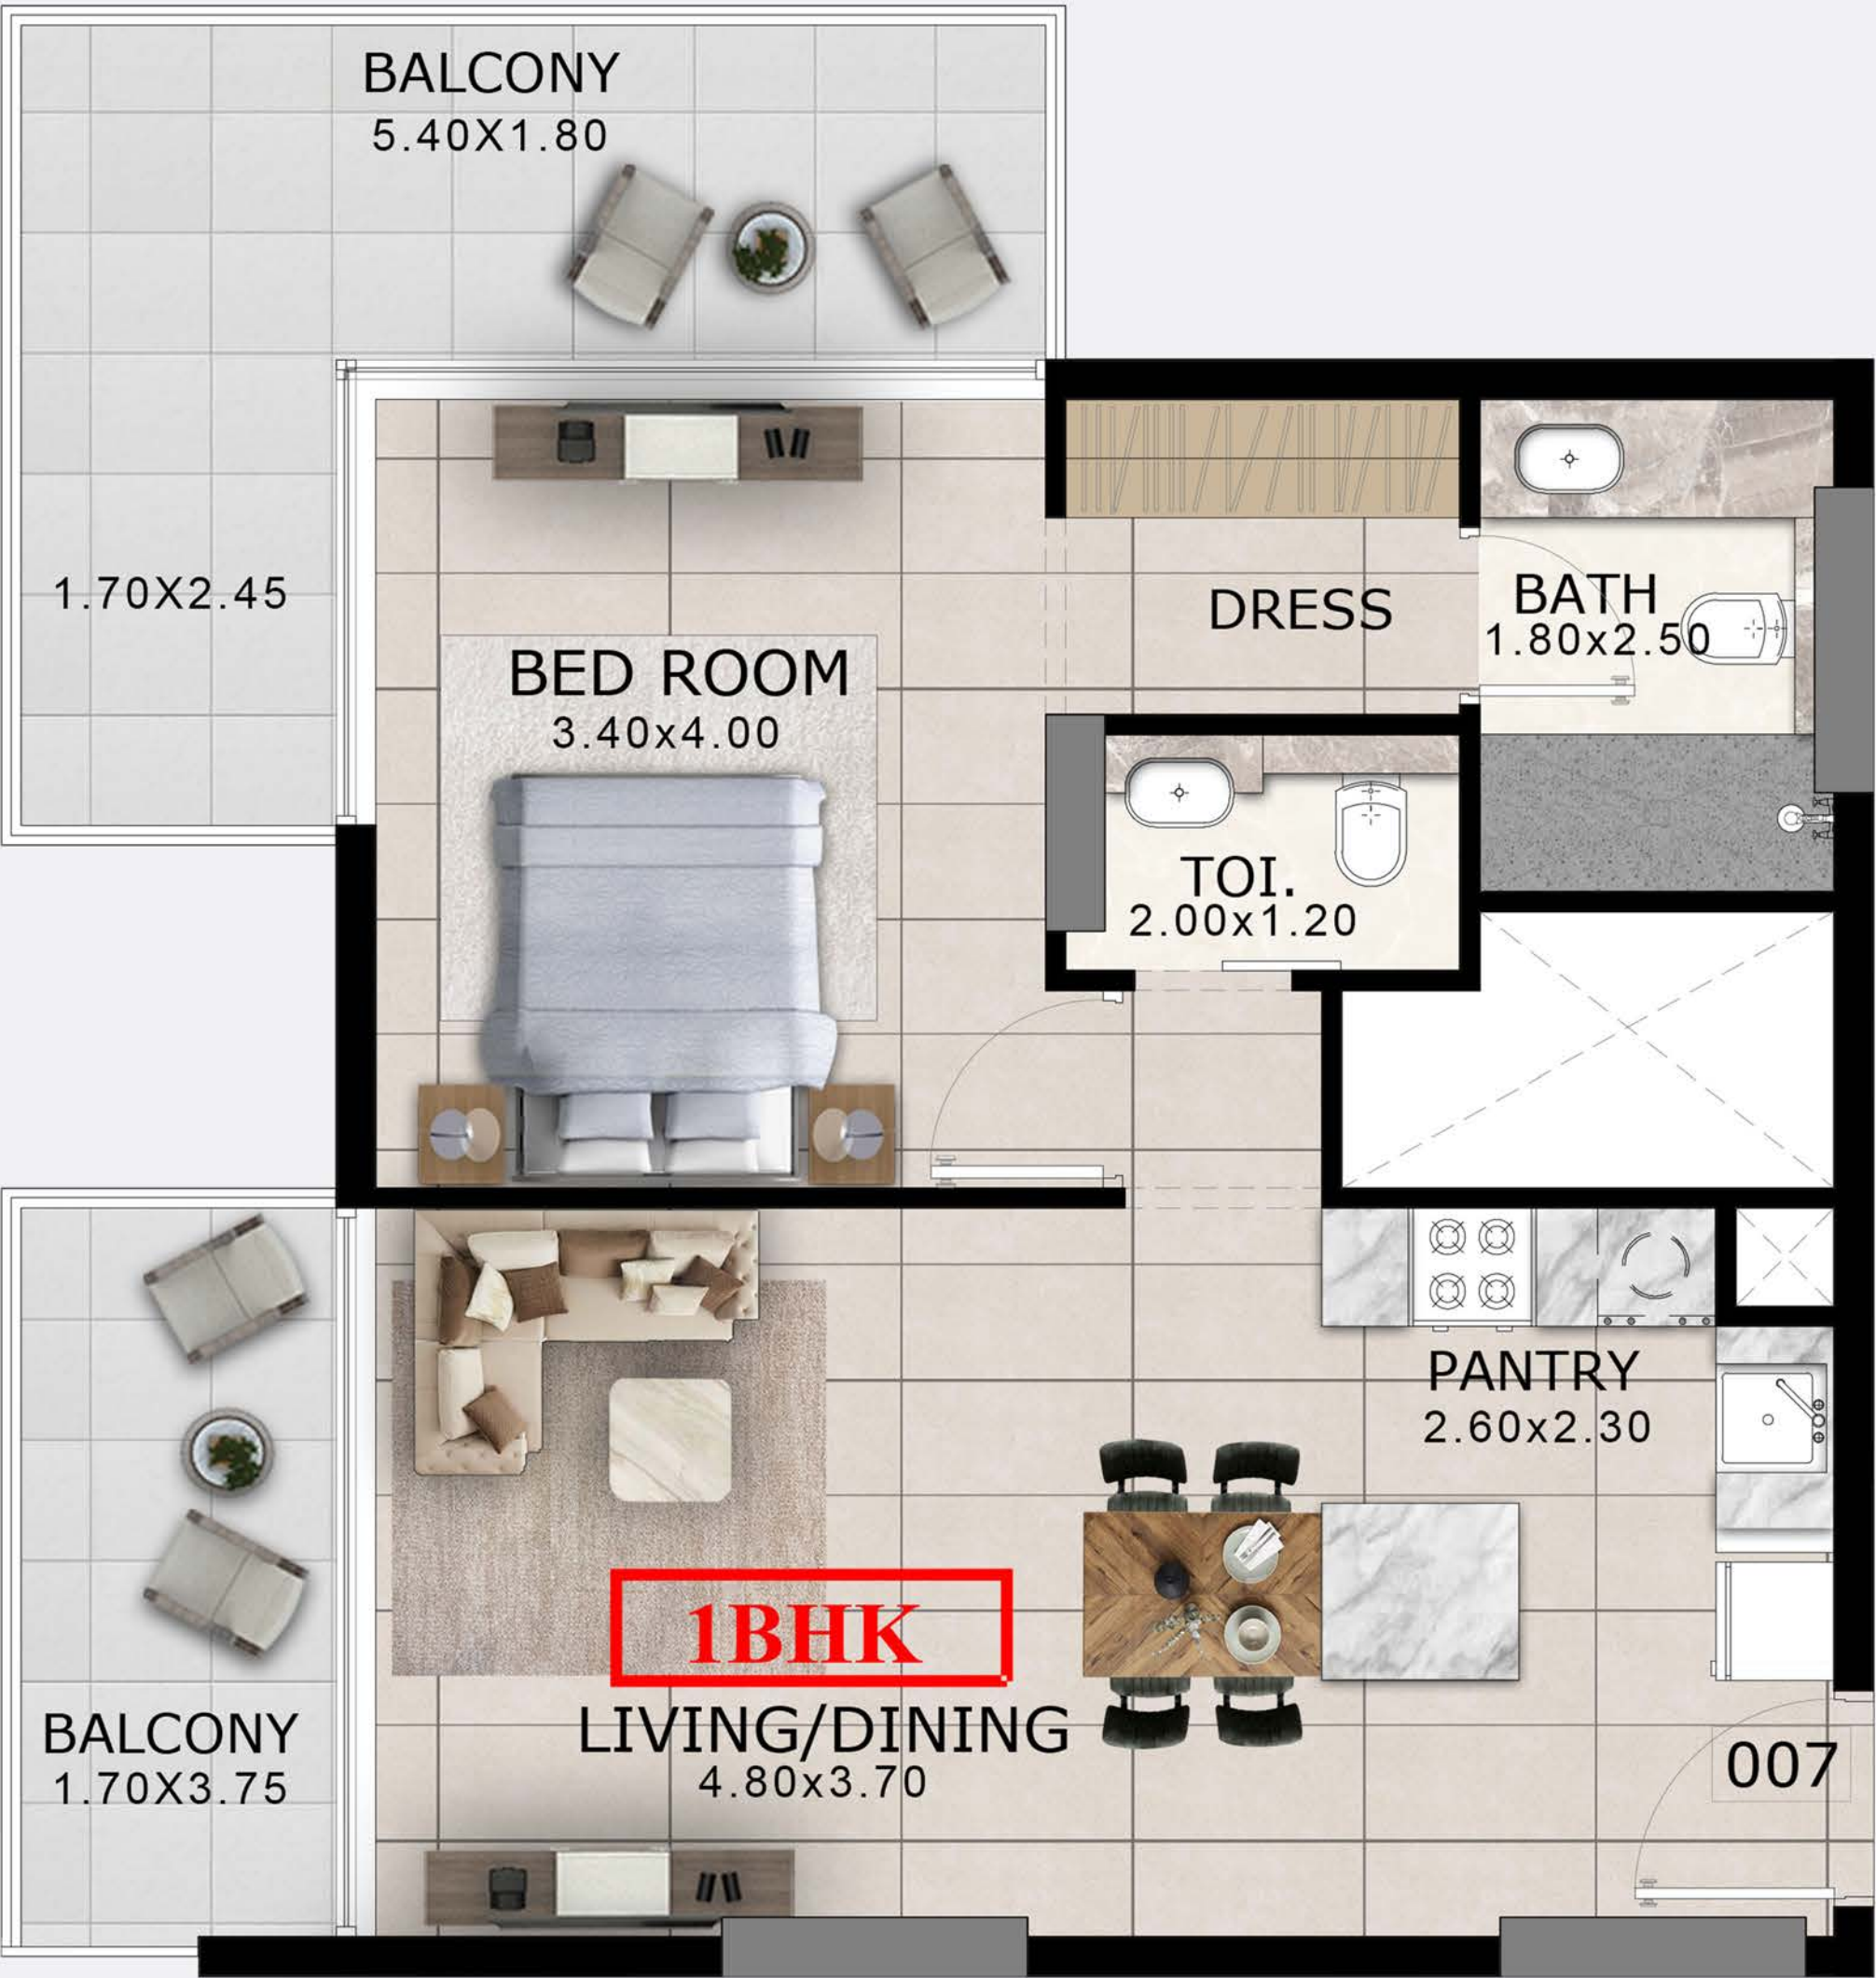 BALCONY
5.40X1.80
1.70X2.45
BED ROOM
3.40x4.00
DRESS
BATH
1.80x2.50
TOI.
2.00x1.20
PANTRY
2.60x2.30
1BHK
LIVING/DINING
4.80x3.70
BALCONY
1.70X3.75
007